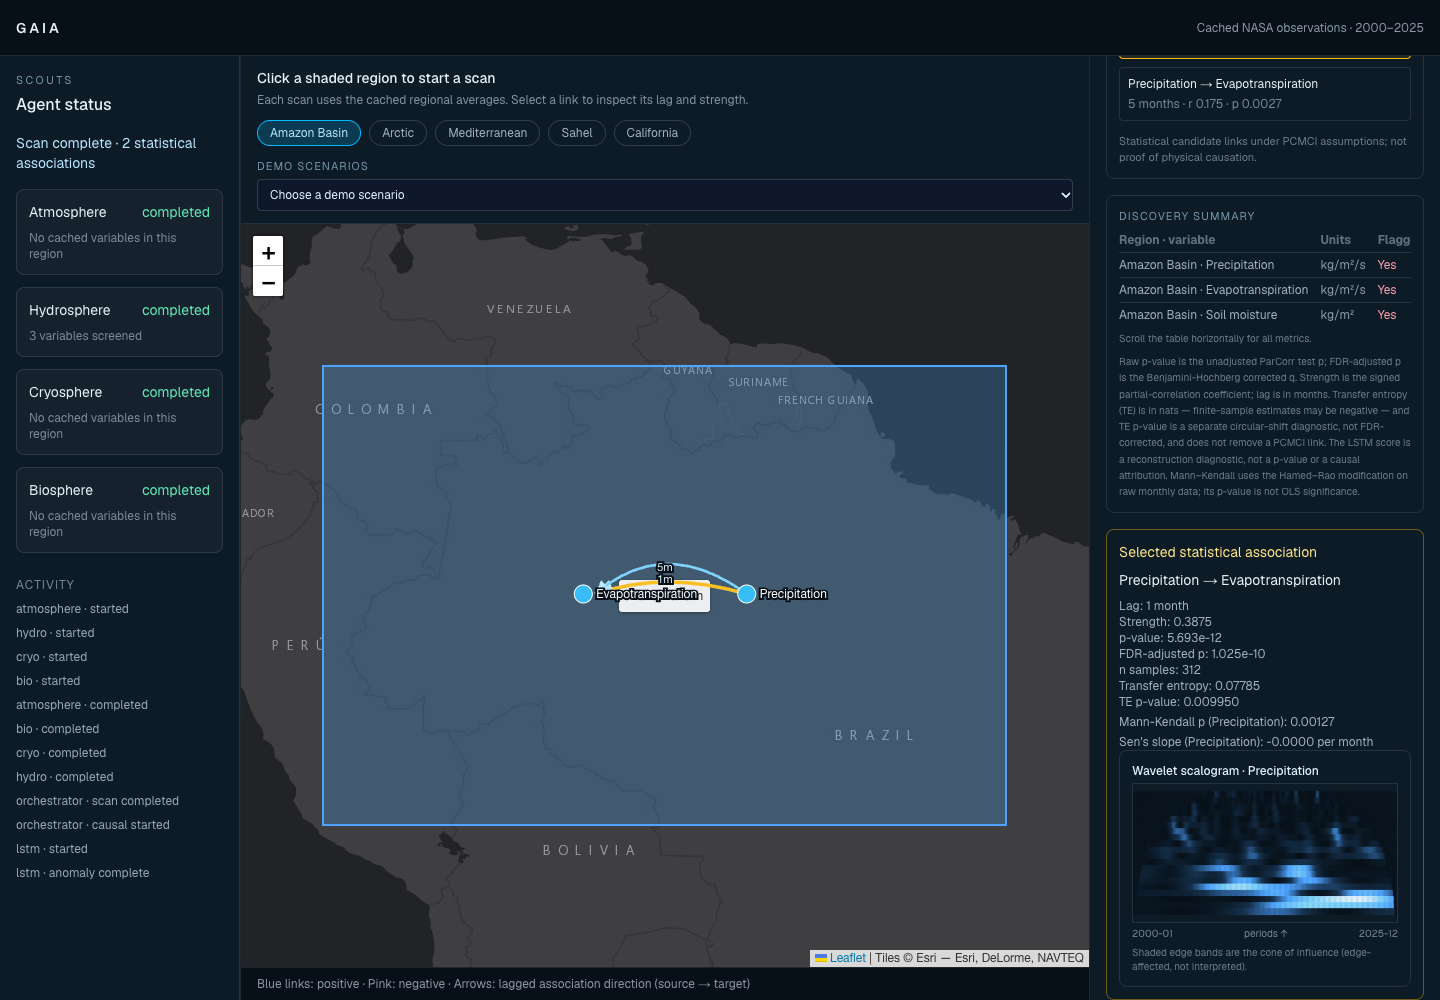 GAIA
Cached NASA observations · 2000–2025
SCOUTS
Agent status
Scan complete · 2 statistical
associations
Atmosphere completed
No cached variables in this
region
Hydrosphere completed
3 variables screened
Cryosphere completed
No cached variables in this
region
Biosphere completed
No cached variables in this
region
ACTIVITY
atmosphere · started
hydro · started
cryo · started
bio · started
atmosphere · completed
bio · completed
cryo · completed
hydro · completed
orchestrator · scan completed
orchestrator · causal started
lstm · started
lstm · anomaly complete
Click a shaded region to start a scan
Each scan uses the cached regional averages. Select a link to inspect its lag and strength.
Amazon Basin Arctic Mediterranean Sahel California
DEMO SCENARIOS
Choose a demo scenario
+
−
VENEZUELA
GUYANA
SURINAME
FRENCH GUIANA
COLOMBIA
ADOR
5m
1m
Evapotranspiration
Precipitation
PERÚ
BRAZIL
BOLIVIA
Leaflet | Tiles © Esri — Esri, DeLorme, NAVTEQ
Blue links: positive · Pink: negative · Arrows: lagged association direction (source → target)
Precipitation → Evapotranspiration
5 months · r 0.175 · p 0.0027
Statistical candidate links under PCMCI assumptions; not
proof of physical causation.
DISCOVERY SUMMARY
Region · variable Units Flagg
Amazon Basin · Precipitation kg/m²/s Yes
Amazon Basin · Evapotranspiration kg/m²/s Yes
Amazon Basin · Soil moisture kg/m² Yes
Scroll the table horizontally for all metrics.
Raw p-value is the unadjusted ParCorr test p; FDR-adjusted p
is the Benjamini-Hochberg corrected q. Strength is the signed
partial-correlation coefficient; lag is in months. Transfer entropy
(TE) is in nats — finite-sample estimates may be negative — and
TE p-value is a separate circular-shift diagnostic, not FDR-
corrected, and does not remove a PCMCI link. The LSTM score is
a reconstruction diagnostic, not a p-value or a causal
attribution. Mann–Kendall uses the Hamed–Rao modification on
raw monthly data; its p-value is not OLS significance.
Selected statistical association
Precipitation → Evapotranspiration
Lag: 1 month
Strength: 0.3875
p-value: 5.693e-12
FDR-adjusted p: 1.025e-10
n samples: 312
Transfer entropy: 0.07785
TE p-value: 0.009950
Mann-Kendall p (Precipitation): 0.00127
Sen's slope (Precipitation): -0.0000 per month
Wavelet scalogram · Precipitation
2000-01 periods ↑ 2025-12
Shaded edge bands are the cone of influence (edge-
affected, not interpreted).